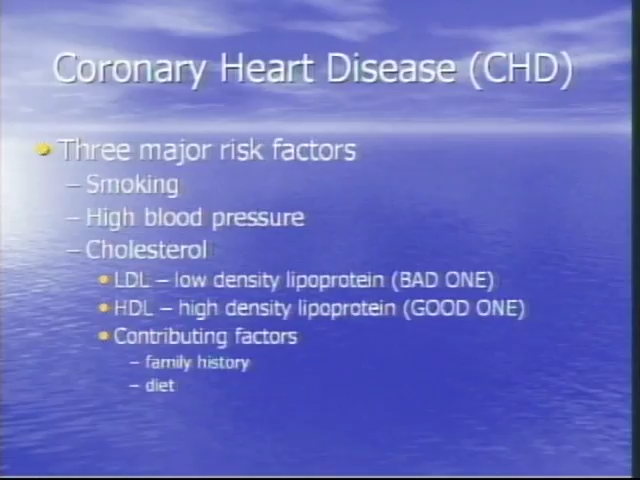 Coronary Heart Disease (CHD)
Three major risk factors
– Smoking
– High blood pressure
– Cholesterol
LDL – low density lipoprotein (BAD ONE)
HDL – high density lipoprotein (GOOD ONE)
Contributing factors
– family history
– diet